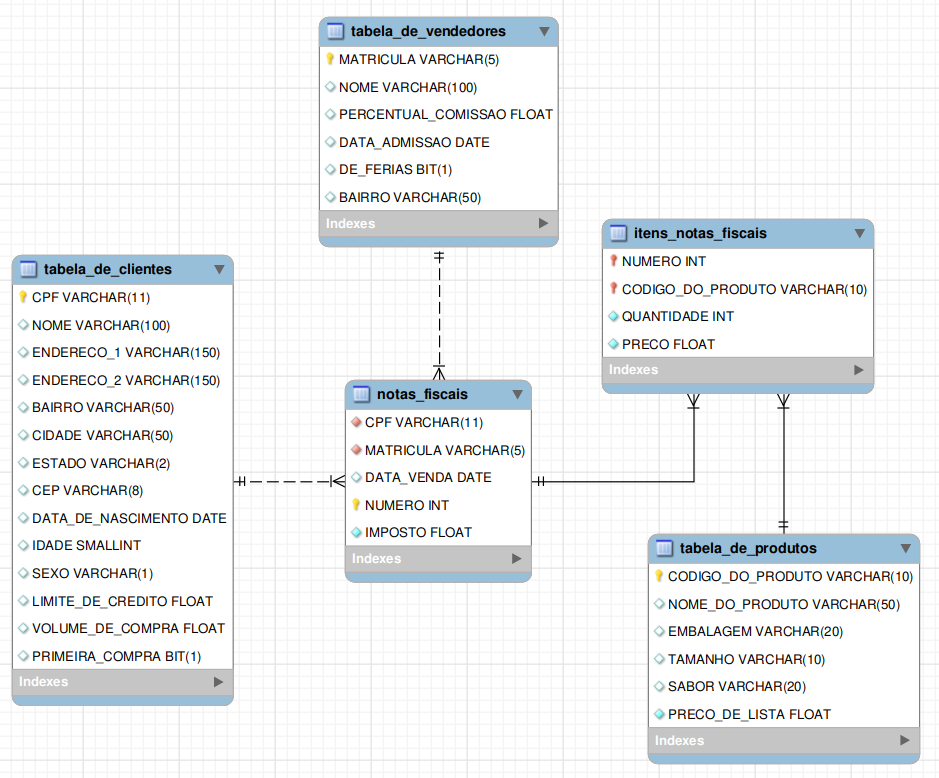 tabela_de_vendedores
MATRICULA VARCHAR(5)
NOME VARCHAR(100)
PERCENTUAL_COMISSAO FLOAT
DATA_ADMISSAO DATE
DE_FERIAS BIT(1)
BAIRRO VARCHAR(50)
Indexes
tabela_de_clientes
CPF VARCHAR(11)
NOME VARCHAR(100)
ENDERECO_1 VARCHAR(150)
ENDERECO_2 VARCHAR(150)
BAIRRO VARCHAR(50)
CIDADE VARCHAR(50)
ESTADO VARCHAR(2)
CEP VARCHAR(8)
DATA_DE_NASCIMENTO DATE
IDADE SMALLINT
SEXO VARCHAR(1)
LIMITE_DE_CREDITO FLOAT
VOLUME_DE_COMPRA FLOAT
PRIMEIRA_COMPRA BIT(1)
Indexes
notas_fiscais
CPF VARCHAR(11)
MATRICULA VARCHAR(5)
DATA_VENDA DATE
NUMERO INT
IMPOSTO FLOAT
Indexes
itens_notas_fiscais
NUMERO INT
CODIGO_DO_PRODUTO VARCHAR(10)
QUANTIDADE INT
PRECO FLOAT
Indexes
tabela_de_produtos
CODIGO_DO_PRODUTO VARCHAR(10)
NOME_DO_PRODUTO VARCHAR(50)
EMBALAGEM VARCHAR(20)
TAMANHO VARCHAR(10)
SABOR VARCHAR(20)
PRECO_DE_LISTA FLOAT
Indexes